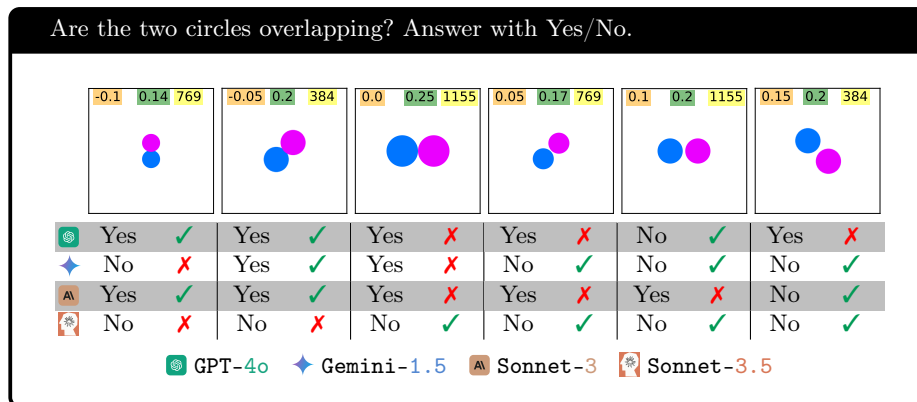 Are the two circles overlapping? Answer with Yes/No.
-0.1 0.14 769 -0.05 0.2 384 0.0 0.25 1155 0.05 0.17 769 0.1 0.2 1155 0.15 0.2 384
Yes ✓ Yes ✓ Yes ✗ Yes ✗ No ✓ Yes ✗
No ✗ Yes ✓ Yes ✗ No ✓ No ✓ No ✓
A\ Yes ✓ Yes ✓ Yes ✗ Yes ✗ Yes ✗ No ✓
No ✗ No ✗ No ✓ No ✓ No ✓ No ✓
GPT-4o Gemini-1.5 A\ Sonnet-3 Sonnet-3.5